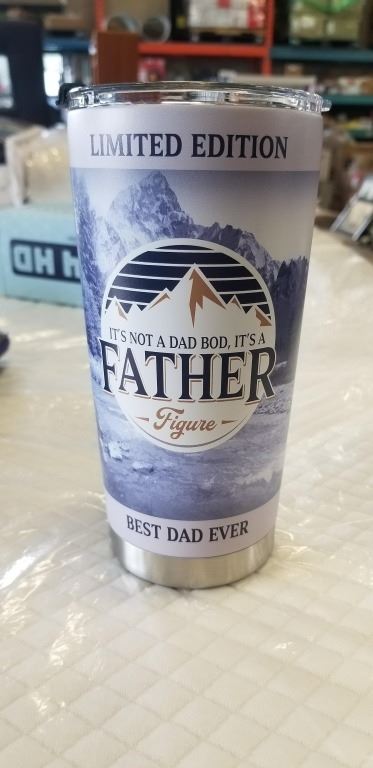 LIMITED EDITION
IT'S NOT A DAD BOD, IT'S A
FATHER
Figure
BEST DAD EVER